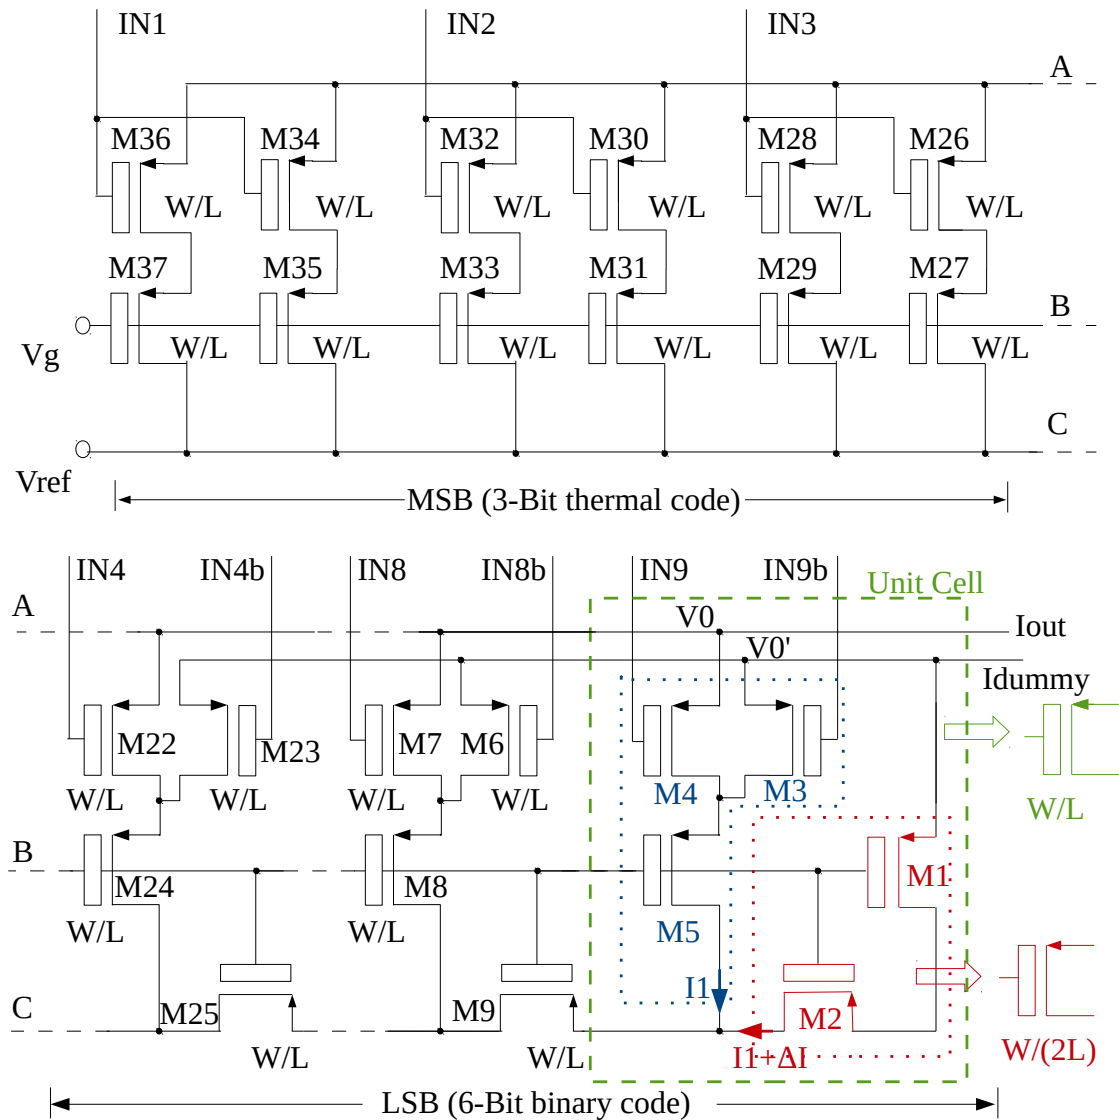 IN1 IN2 IN3
A
M36 M34 M32 M30 M28 M26
W/L W/L W/L W/L W/L W/L
M37 M35 M33 M31 M29 M27
B
Vg W/L W/L W/L W/L W/L W/L
C
Vref
MSB (3-Bit thermal code)
IN4 IN4b IN8 IN8b IN9 IN9b
Unit Cell
A V0 Iout
V0'
Idummy
M22 M23 M7 M6
W/L W/L W/L W/L M4 M3 W/L
B
M24 M8 M1
W/L W/L M5
I1
C M25 M9 M2
W/L W/L I1+ΔI W/(2L)
LSB (6-Bit binary code)